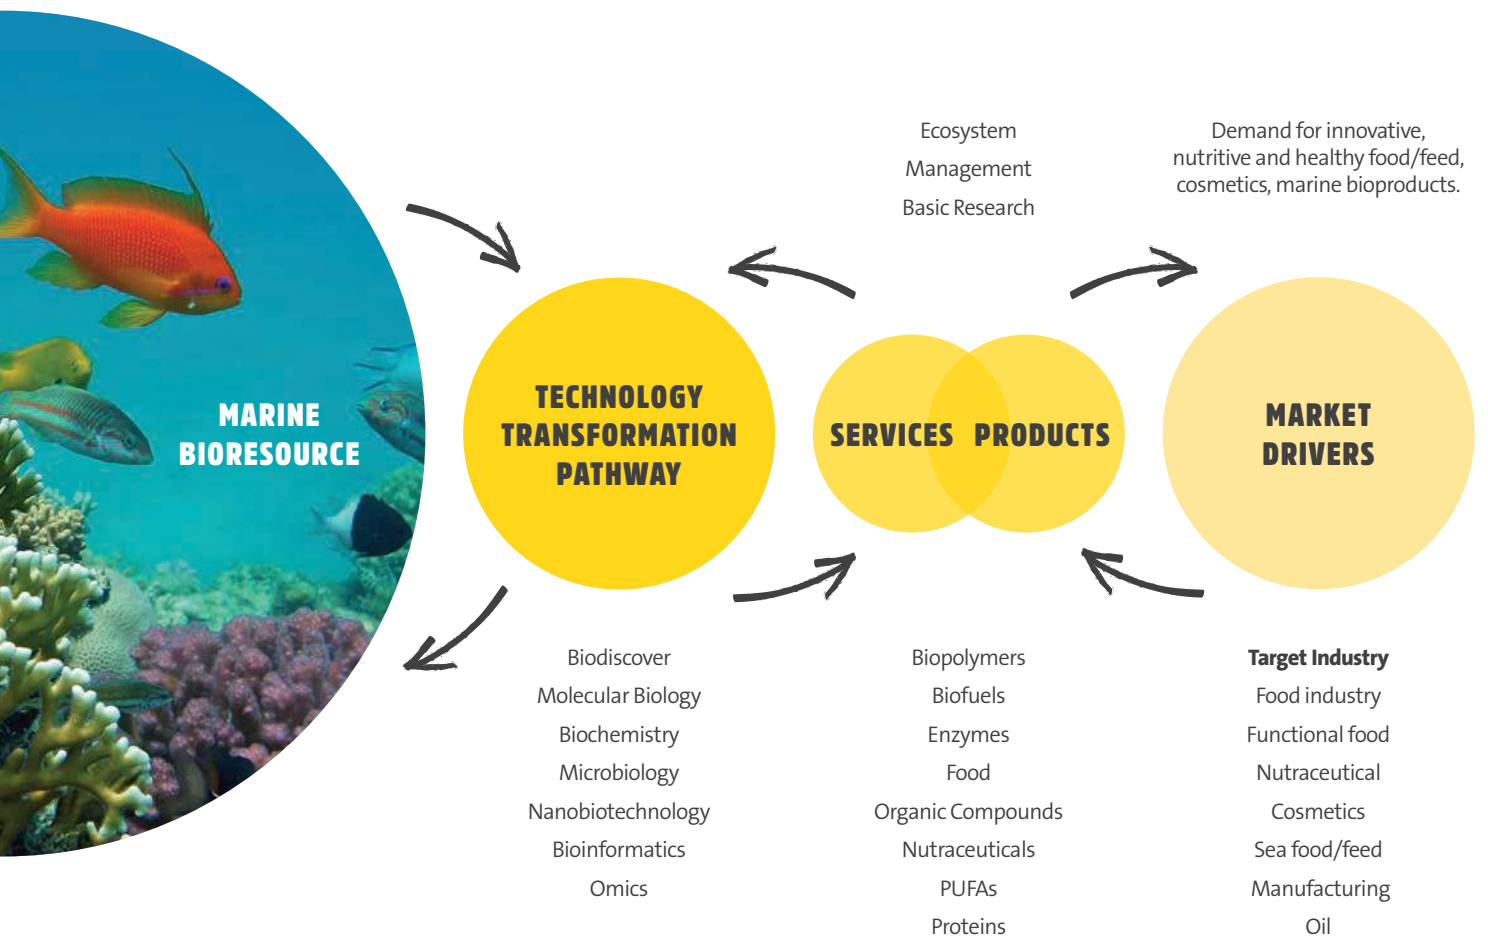 Ecosystem
Management
Basic Research
Demand for innovative,
nutritive and healthy food/feed,
cosmetics, marine bioproducts.
MARINE
BIORESOURCE
TECHNOLOGY
TRANSFORMATION
PATHWAY
SERVICES
PRODUCTS
MARKET
DRIVERS
Biodiscover
Molecular Biology
Biochemistry
Microbiology
Nanobiotechnology
Bioinformatics
Omics
Biopolymers
Biofuels
Enzymes
Food
Organic Compounds
Nutraceuticals
PUFAs
Proteins
Target Industry
Food industry
Functional food
Nutraceutical
Cosmetics
Sea food/feed
Manufacturing
Oil